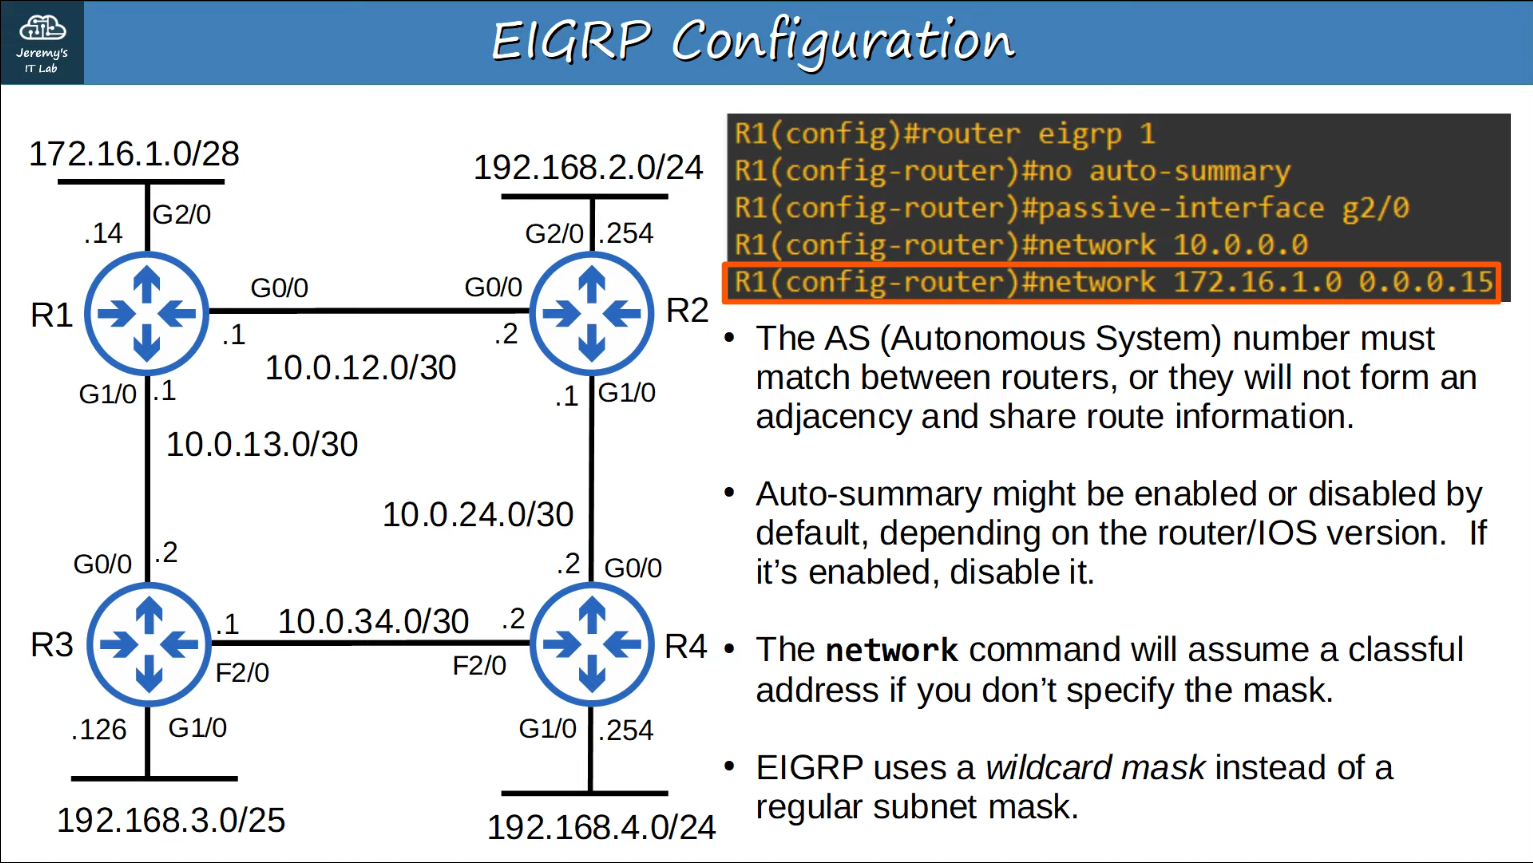 Jeremy's
IT Lab
EIGRP Configuration
172.16.1.0/28
192.168.2.0/24
G2/0
.14
G2/0
.254
R1
G0/0
G0/0
R2
.1
.2
10.0.12.0/30
G1/0
.1
.1
G1/0
10.0.13.0/30
10.0.24.0/30
G0/0
.2
.2
G0/0
R3
.1
10.0.34.0/30
.2
R4
F2/0
F2/0
.126
G1/0
G1/0
.254
192.168.3.0/25
192.168.4.0/24
R1(config)#router eigrp 1
R1(config-router)#no auto-summary
R1(config-router)#passive-interface g2/0
R1(config-router)#network 10.0.0.0
R1(config-router)#network 172.16.1.0 0.0.0.15
• The AS (Autonomous System) number must
match between routers, or they will not form an
adjacency and share route information.
• Auto-summary might be enabled or disabled by
default, depending on the router/IOS version.  If
it’s enabled, disable it.
• The network command will assume a classful
address if you don’t specify the mask.
• EIGRP uses a wildcard mask instead of a
regular subnet mask.